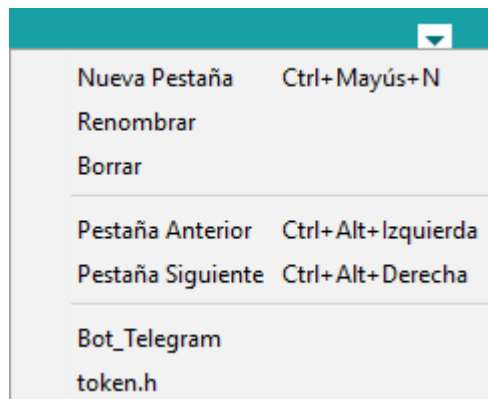 Nueva Pestaña Ctrl+Mayús+N
Renombrar
Borrar
Pestaña Anterior Ctrl+Alt+Izquierda
Pestaña Siguiente Ctrl+Alt+Derecha
Bot_Telegram
token.h